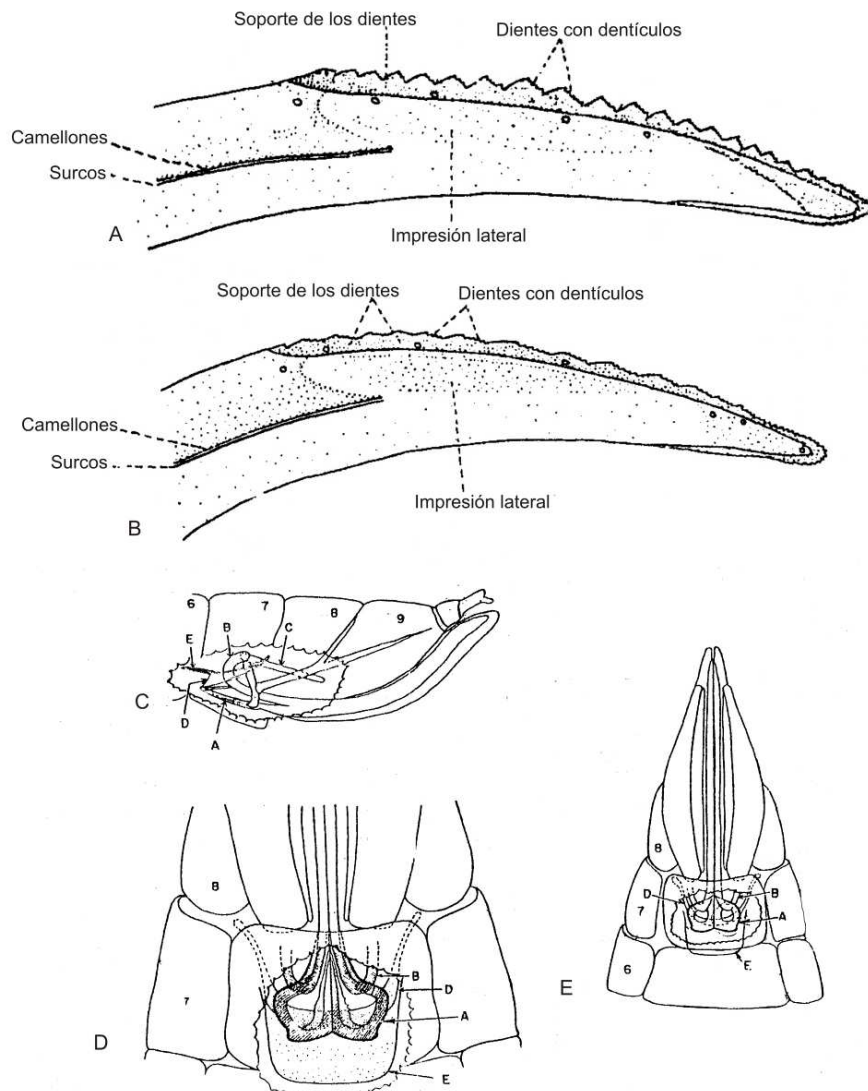 Soporte de los dientes
Dientes con dentículos
Camellones
Surcos
Impresión lateral
A
Soporte de los dientes
Dientes con dentículos
Camellones
Surcos
Impresión lateral
B
6
7
8
9
B
C
E
D
A
C
8
7
B
D
A
E
D
8
7
6
D
B
A
E
E